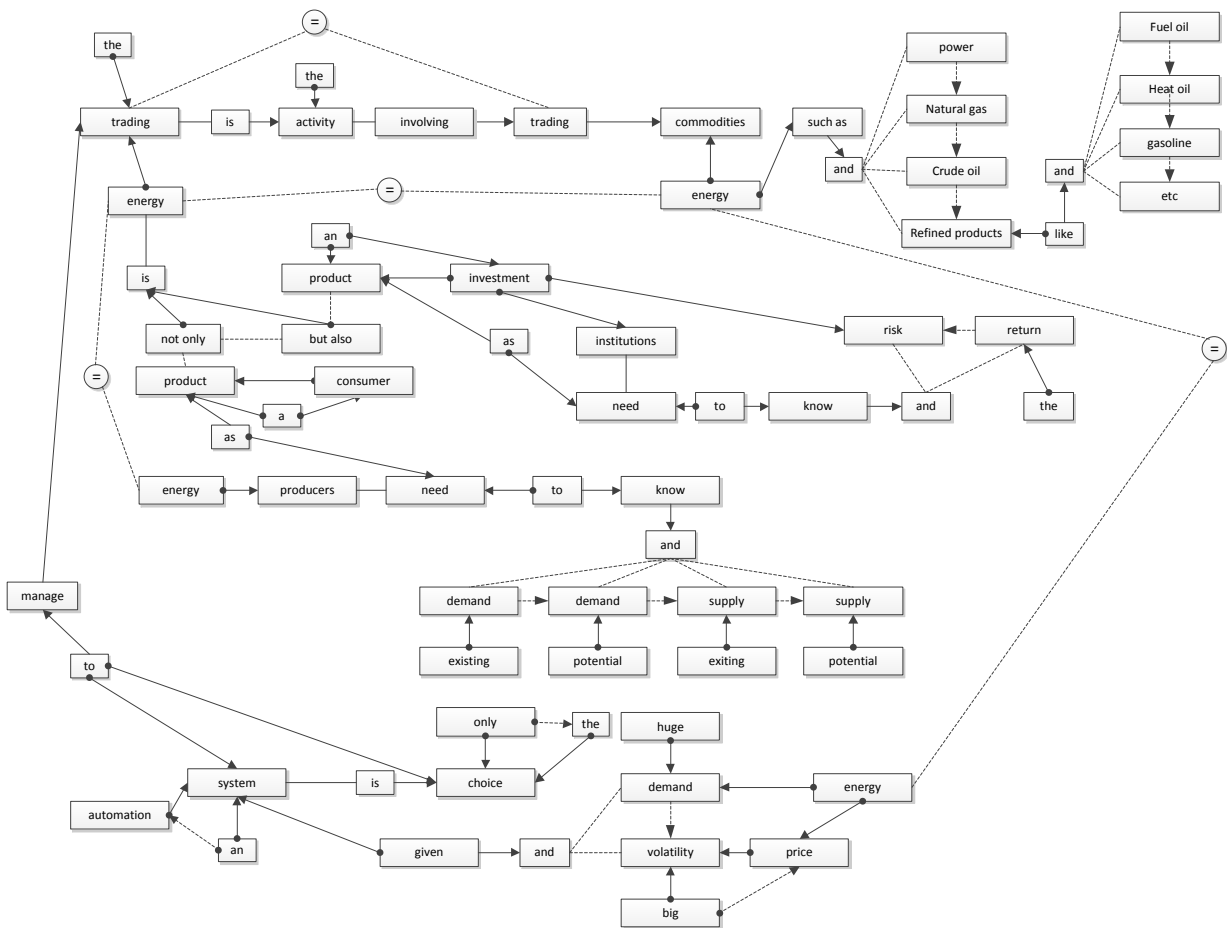 =
the
the
trading
is
activity
involving
trading
commodities
such as
and
power
Natural gas
Crude oil
Refined products
like
and
Fuel oil
Heat oil
gasoline
etc
energy
=
energy
is
an
product
investment
not only
but also
as
institutions
risk
return
=
=
product
consumer
a
as
need
to
know
and
the
energy
producers
need
to
know
and
manage
demand
demand
supply
supply
existing
potential
exiting
potential
to
only
the
huge
system
is
choice
demand
energy
automation
an
given
and
volatility
price
big